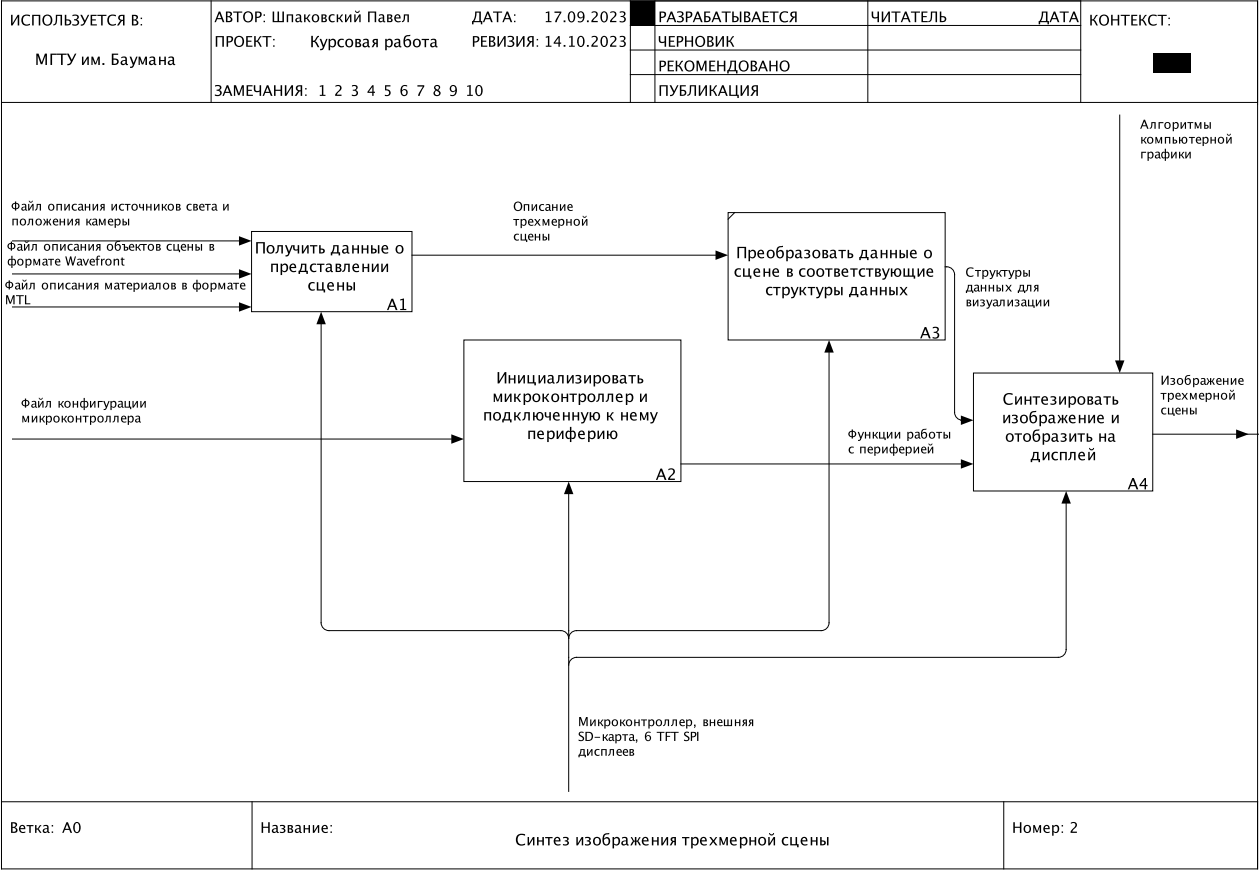 ИСПОЛЬЗУЕТСЯ В:
МГТУ им. Баумана
АВТОР: Шпаковский Павел
ДАТА: 17.09.2023
ПРОЕКТ: Курсовая работа
РЕВИЗИЯ: 14.10.2023
ЗАМЕЧАНИЯ: 1 2 3 4 5 6 7 8 9 10
РАЗРАБАТЫВАЕТСЯ
ЧЕРНОВИК
РЕКОМЕНДОВАНО
ПУБЛИКАЦИЯ
ЧИТАТЕЛЬ
ДАТА
КОНТЕКСТ:
Алгоритмы
компьютерной
графики
Файл описания источников света и
положения камеры
Файл описания объектов сцены в
формате Wavefront
Файл описания материалов в формате
MTL
Получить данные о
представлении
сцены
A1
Описание
трехмерной
сцены
Преобразовать данные о
сцене в соответствующие
структуры данных
A3
Структуры
данных для
визуализации
Файл конфигурации
микроконтроллера
Инициализировать
микроконтроллер и
подключенную к нему
периферию
A2
Функции работы
с периферией
Синтезировать
изображение и
отобразить на
дисплей
A4
Изображение
трехмерной
сцены
Микроконтроллер, внешняя
SD-карта, 6 TFT SPI
дисплеев
Ветка: A0
Название:
Синтез изображения трехмерной сцены
Номер: 2